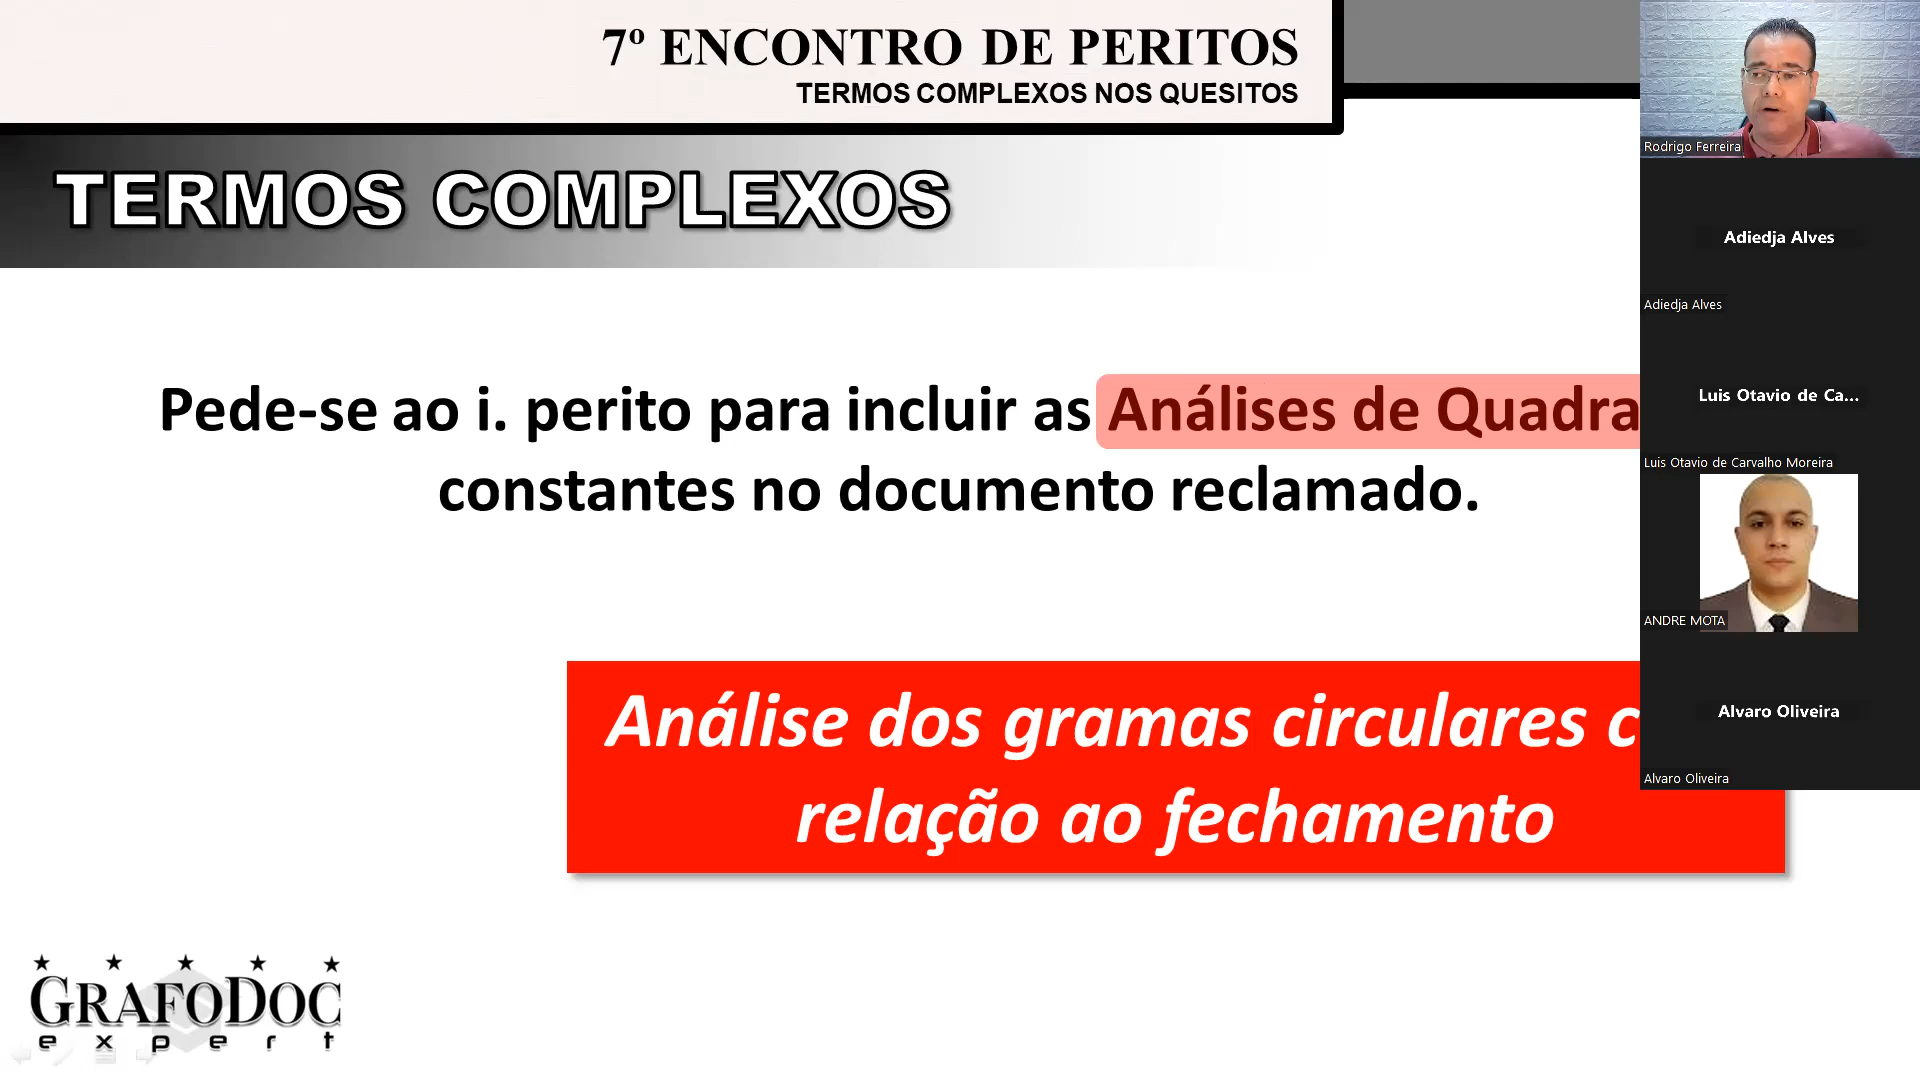 7º ENCONTRO DE PERITOS
TERMOS COMPLEXOS NOS QUESITOS
TERMOS COMPLEXOS
Pede-se ao i. perito para incluir as Análises de Quadra
constantes no documento reclamado.
Análise dos gramas circulares c
relação ao fechamento
GRAFODOC
expert
Rodrigo Ferreira
Adiedja Alves
Adiedja Alves
Luis Otavio de Ca...
Luis Otavio de Carvalho Moreira
ANDRE MOTA
Alvaro Oliveira
Alvaro Oliveira